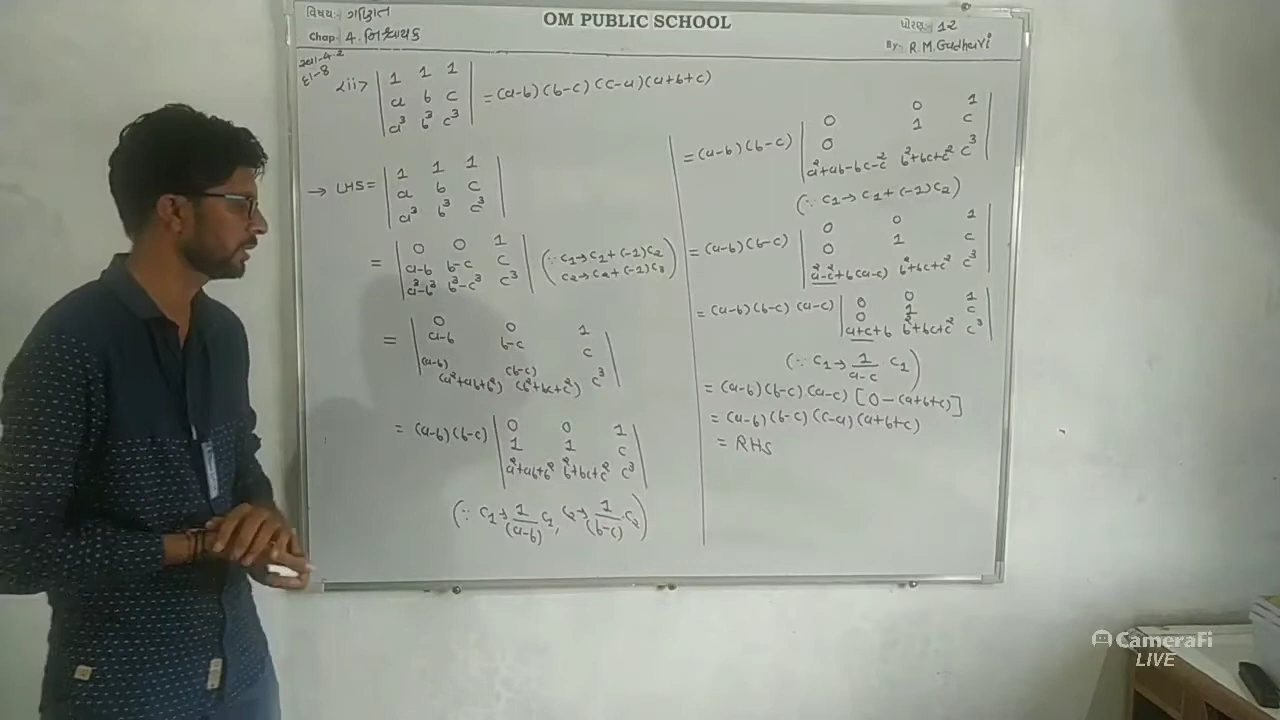 વિષય:- ગણિત
OM PUBLIC SCHOOL
ધોરણ:- 12
Chap 4. નિશ્ચાયક
By:- R.M.Gadhavi
4.2
દા-8
<ii> | 1 1 1 |
| a b c | = (a-b)(b-c)(c-a)(a+b+c)
| a³ b³ c³ |
→ LHS = | 1 1 1 |
| a b c |
| a³ b³ c³ |
= | 0 0 1 |
| a-b b-c c | (∵ C1→C1+(-1)C2
| a³-b³ b³-c³ c³ | C2→C2+(-1)C3)
= | 0 0 1 |
| a-b b-c c |
| (a-b) (b-c) c³ |
(a²+ab+b²) (b²+bc+c²)
= (a-b)(b-c) | 0 0 1 |
| 1 1 c |
| a²+ab+b² b²+bc+c² c³ |
(∵ C1→ 1/(a-b) C1, C2→ 1/(b-c) · C2)
= (a-b)(b-c) | 0 0 1 |
| 0 1 c |
| a²+ab-bc-c² b²+bc+c² c³ |
(∵ C1→C1+(-1)C2)
= (a-b)(b-c) | 0 0 1 |
| 0 1 c |
| a²-c²+b(a-c) b²+bc+c² c³ |
= (a-b)(b-c)(a-c) | 0 0 1 |
| 0 1 c |
| a+c+b b²+bc+c² c³ |
(∵ C1→ 1/a-c C1)
= (a-b)(b-c)(a-c) [0-(a+b+c)]
= (a-b)(b-c)(c-a)(a+b+c)
= RHS
CameraFi
LIVE